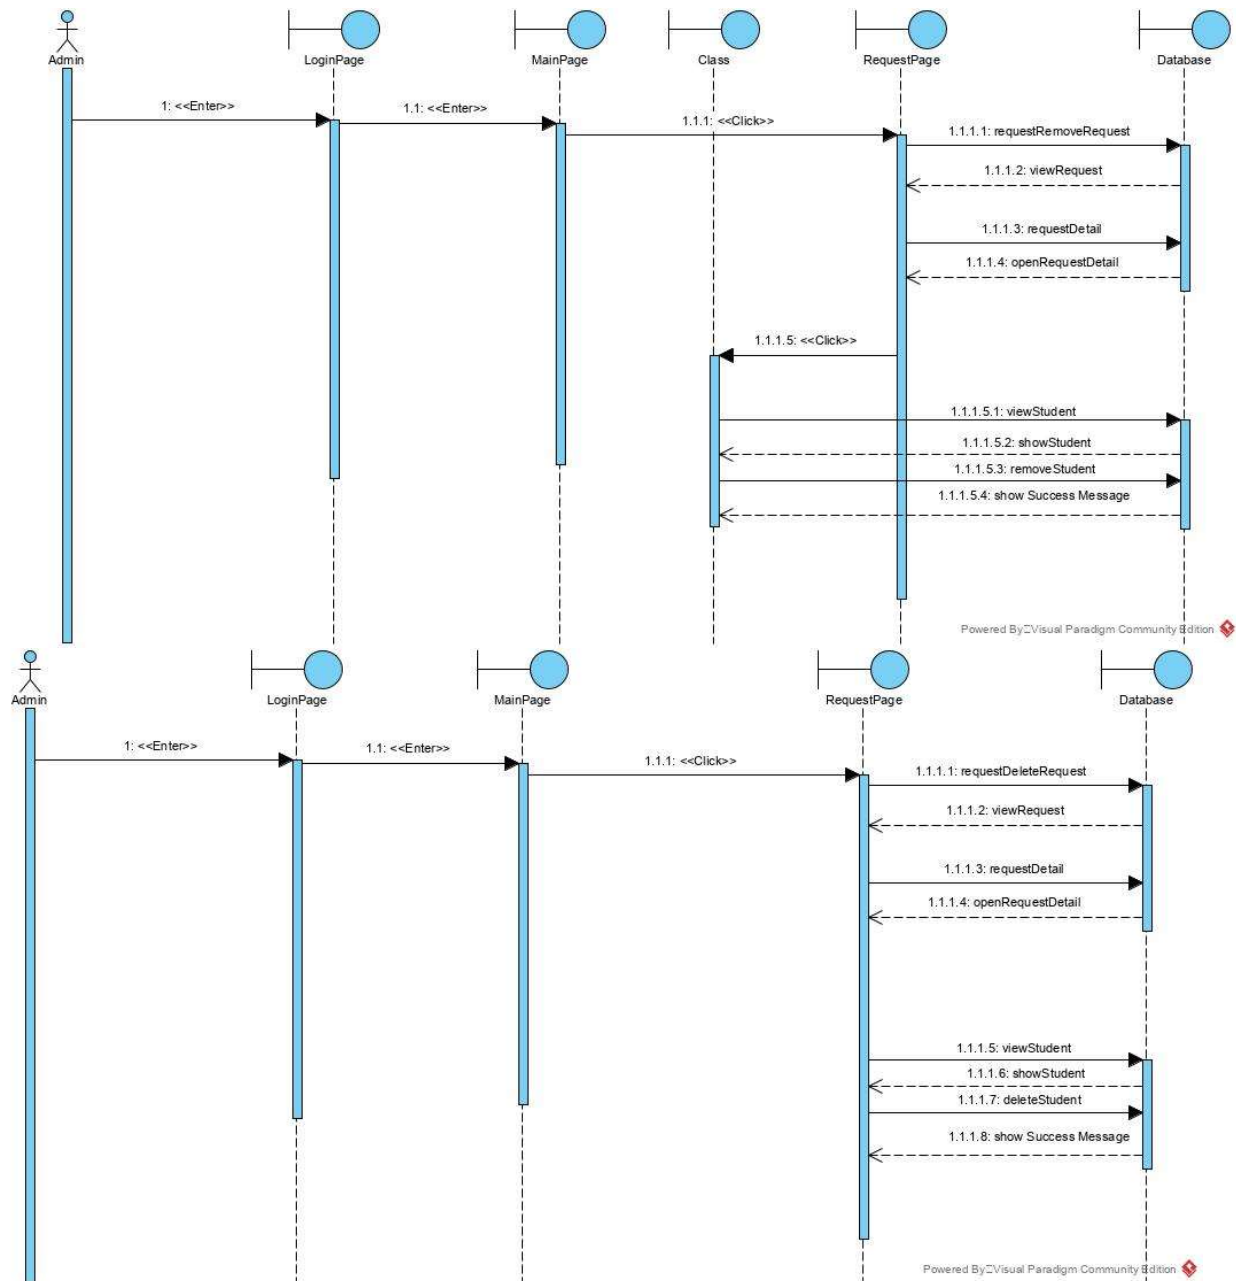 Admin
LoginPage
MainPage
Class
RequestPage
Database
1: <<Enter>>
1.1: <<Enter>>
1.1.1: <<Click>>
1.1.1.1: requestRemoveRequest
1.1.1.2: viewRequest
1.1.1.3: requestDetail
1.1.1.4: openRequestDetail
1.1.1.5: <<Click>>
1.1.1.5.1: viewStudent
1.1.1.5.2: showStudent
1.1.1.5.3: removeStudent
1.1.1.5.4: show Success Message
Powered By Visual Paradigm Community Edition
Admin
LoginPage
MainPage
RequestPage
Database
1: <<Enter>>
1.1: <<Enter>>
1.1.1: <<Click>>
1.1.1.1: requestDeleteRequest
1.1.1.2: viewRequest
1.1.1.3: requestDetail
1.1.1.4: openRequestDetail
1.1.1.5: viewStudent
1.1.1.6: showStudent
1.1.1.7: deleteStudent
1.1.1.8: show Success Message
Powered By Visual Paradigm Community Edition